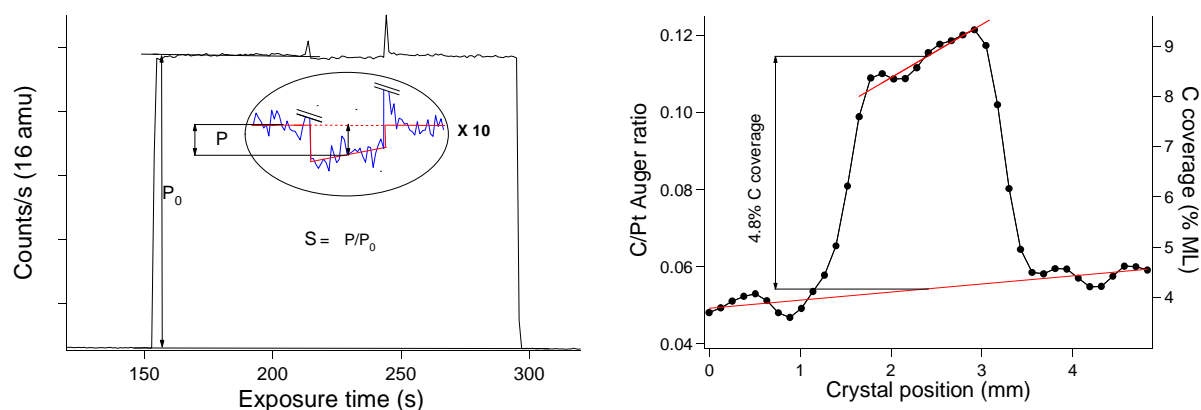 Counts/s (16 amu)
P₀
P
X 10
S = P/P₀
150
200
250
300
Exposure time (s)
C/Pt Auger ratio
0.12
0.10
0.08
0.06
0.04
4.8% C coverage
0
1
2
3
4
Crystal position (mm)
9
8
7
6
5
4
C coverage (% ML)